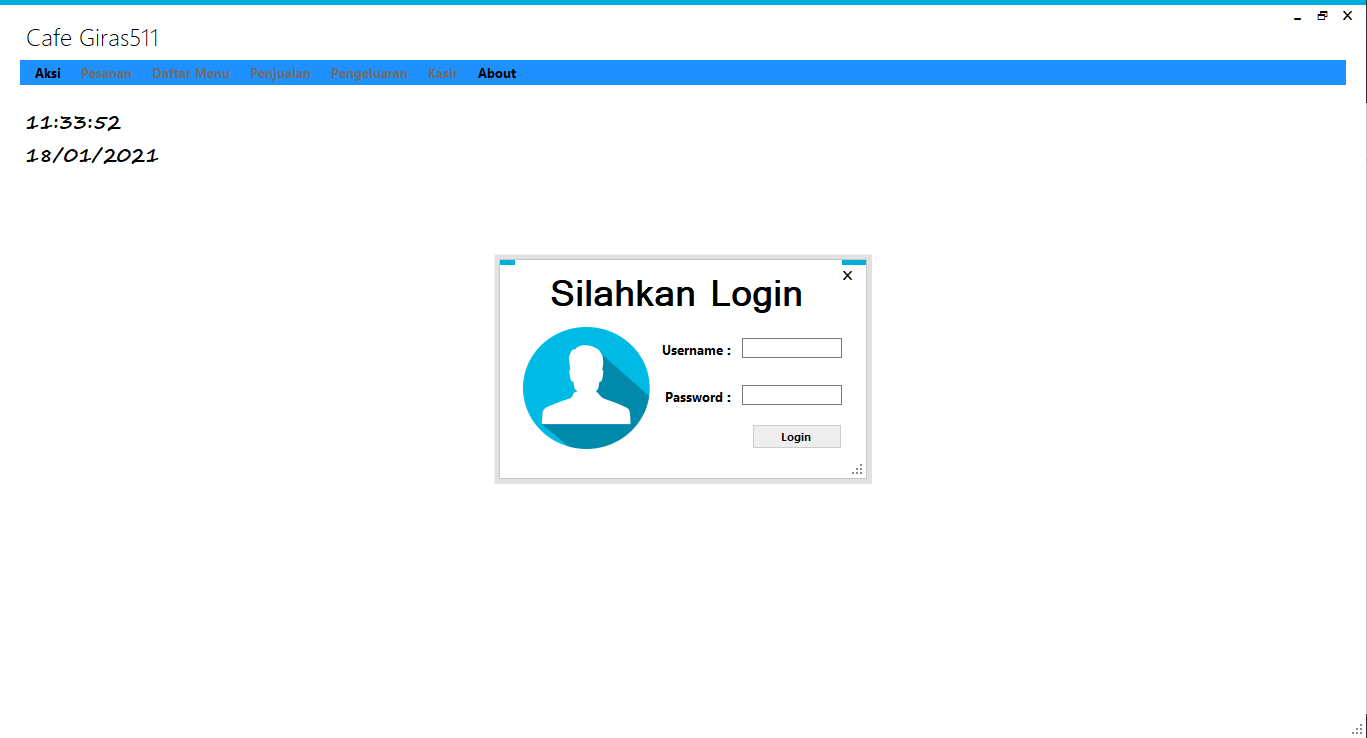 Cafe Giras511
Aksi Pesanan Daftar Menu Penjualan Pengeluaran Kasir About
11:33:52
18/01/2021
Silahkan Login
Username :
Password :
Login